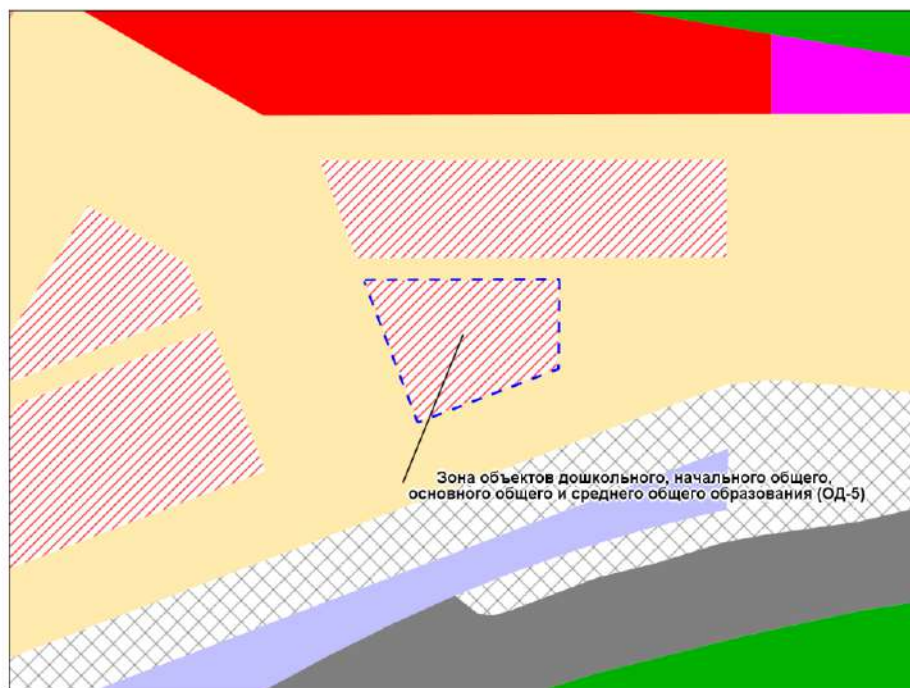 Зона объектов дошкольного, начального общего,
основного общего и среднего общего образования (ОД-5)